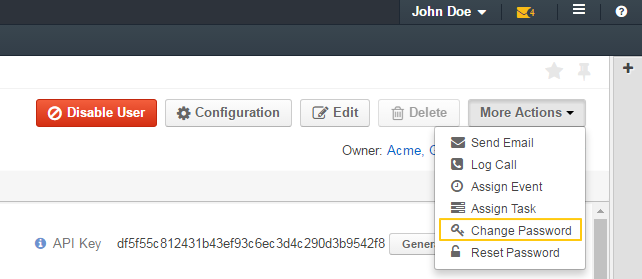 John Doe 4
Disable User Configuration Edit Delete More Actions
Owner: Acme,
Send Email
Log Call
Assign Event
Assign Task
Change Password
Reset Password
API Key df5f55c812431b43ef93c6ec3d4c290d3b9542f8